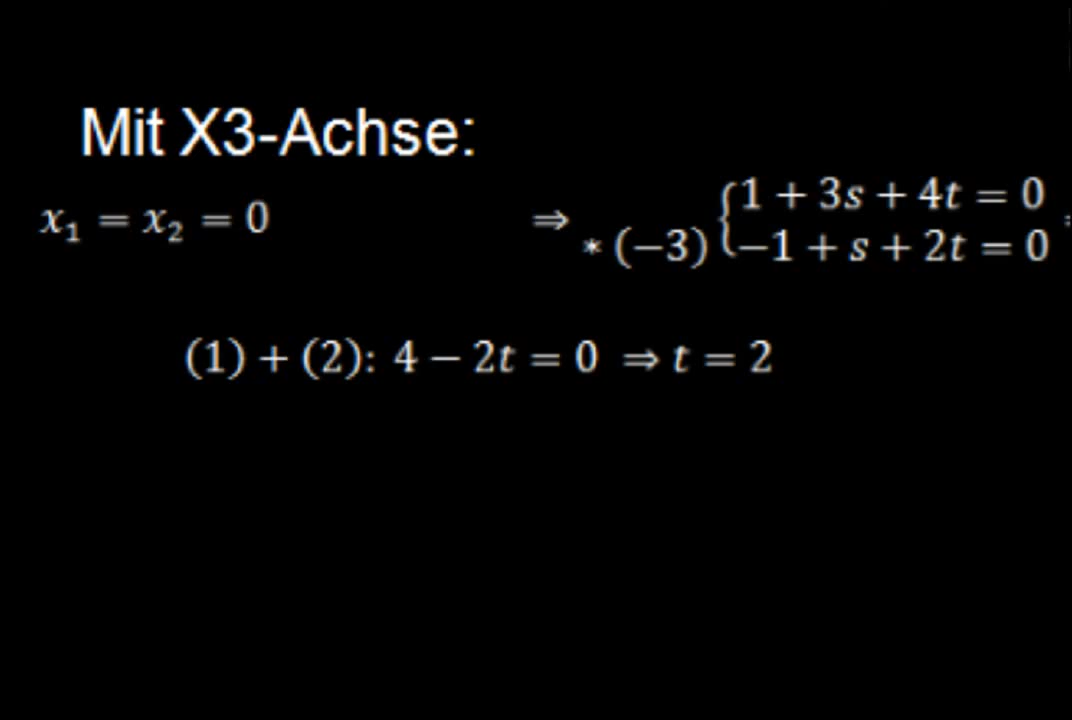 Mit X3-Achse:
x₁ = x₂ = 0 ⇒ * (−3) {1 + 3s + 4t = 0
−1 + s + 2t = 0
(1) + (2): 4 − 2t = 0 ⇒ t = 2